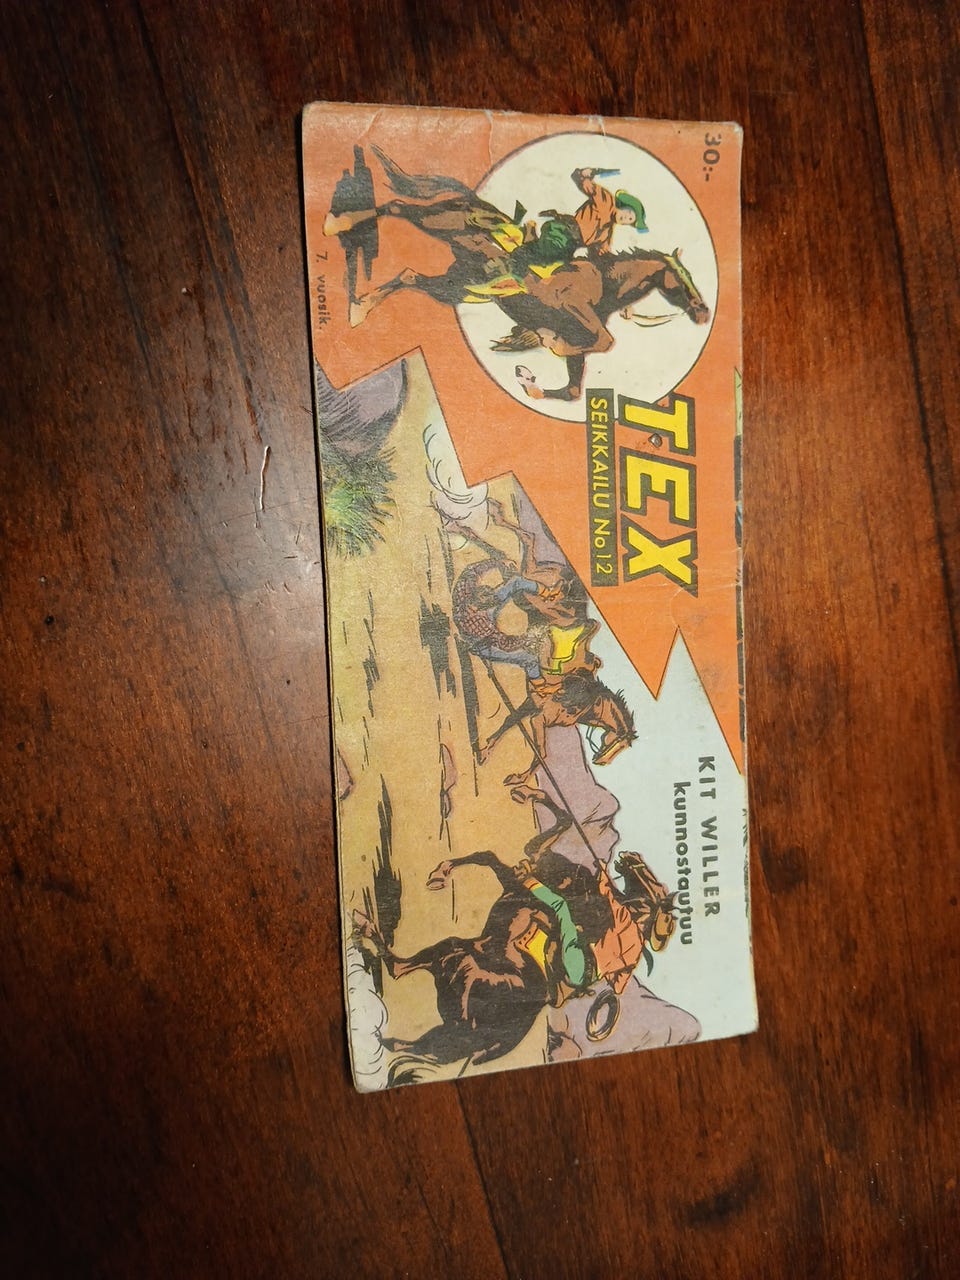 30:-
TEX
SEIKKAILU No 12
KIT WILLER
kunnostautuu
7. vuosik.